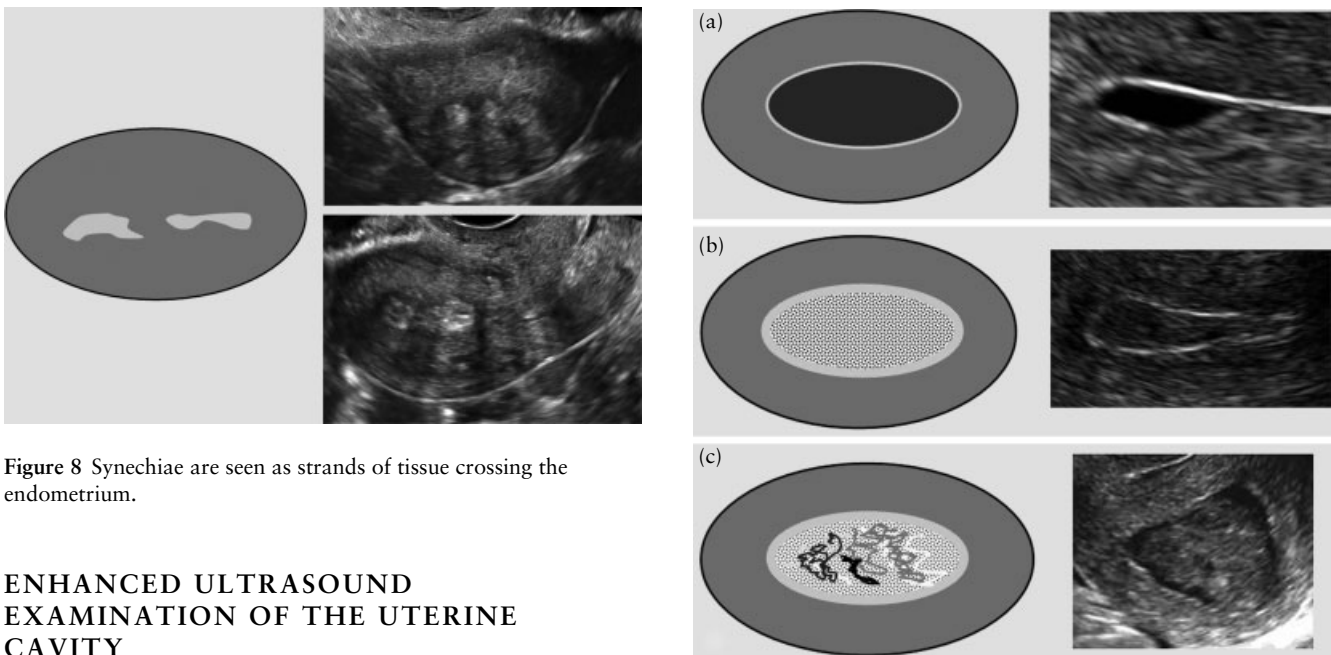 Figure 8 Synechiae are seen as strands of tissue crossing the
endometrium.
ENHANCED ULTRASOUND
EXAMINATION OF THE UTERINE
CAVITY
(a)
(b)
(c)